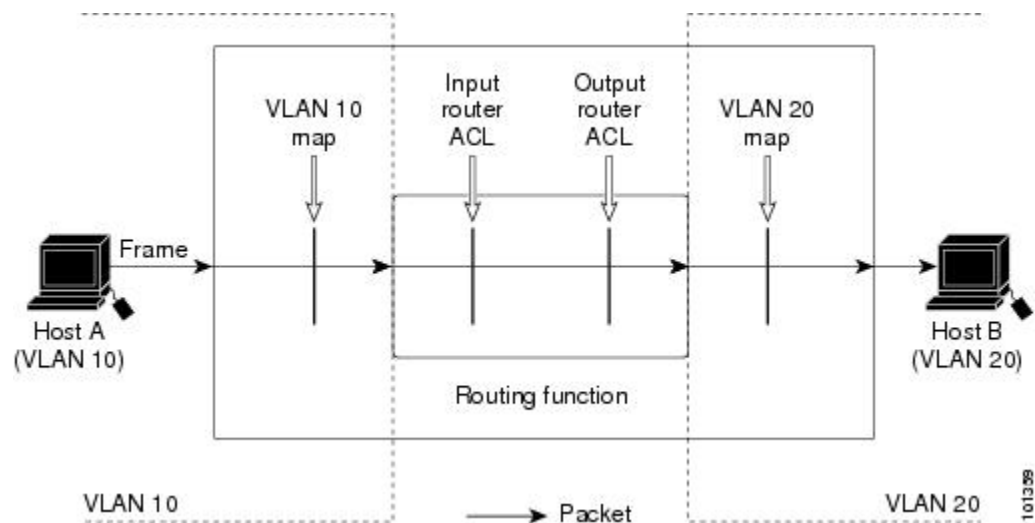 VLAN 10
map
Input
router
ACL
Output
router
ACL
VLAN 20
map
Frame
Host A
(VLAN 10)
Host B
(VLAN 20)
Routing function
VLAN 10
Packet
VLAN 20
101359